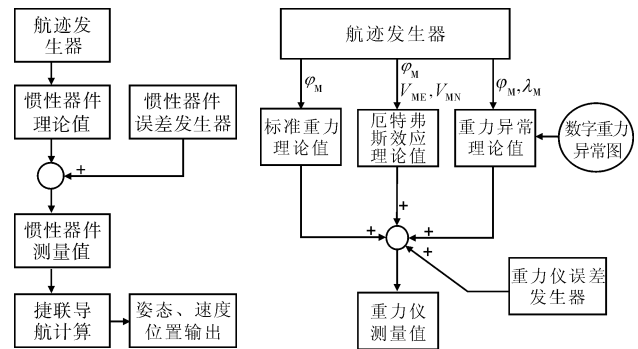 航迹发
生器
惯性器件
理论值
惯性器件
误差发生器
+
惯性器件
测量值
捷联导
航计算
姿态、速度
位置输出
航迹发生器
φM
φM
VME,VMN
φM,λM
标准重力
理论值
厄特弗
斯效应
理论值
重力异常
理论值
数字重力
异常图
+
+
+
+
重力仪误差
发生器
重力仪
测量值